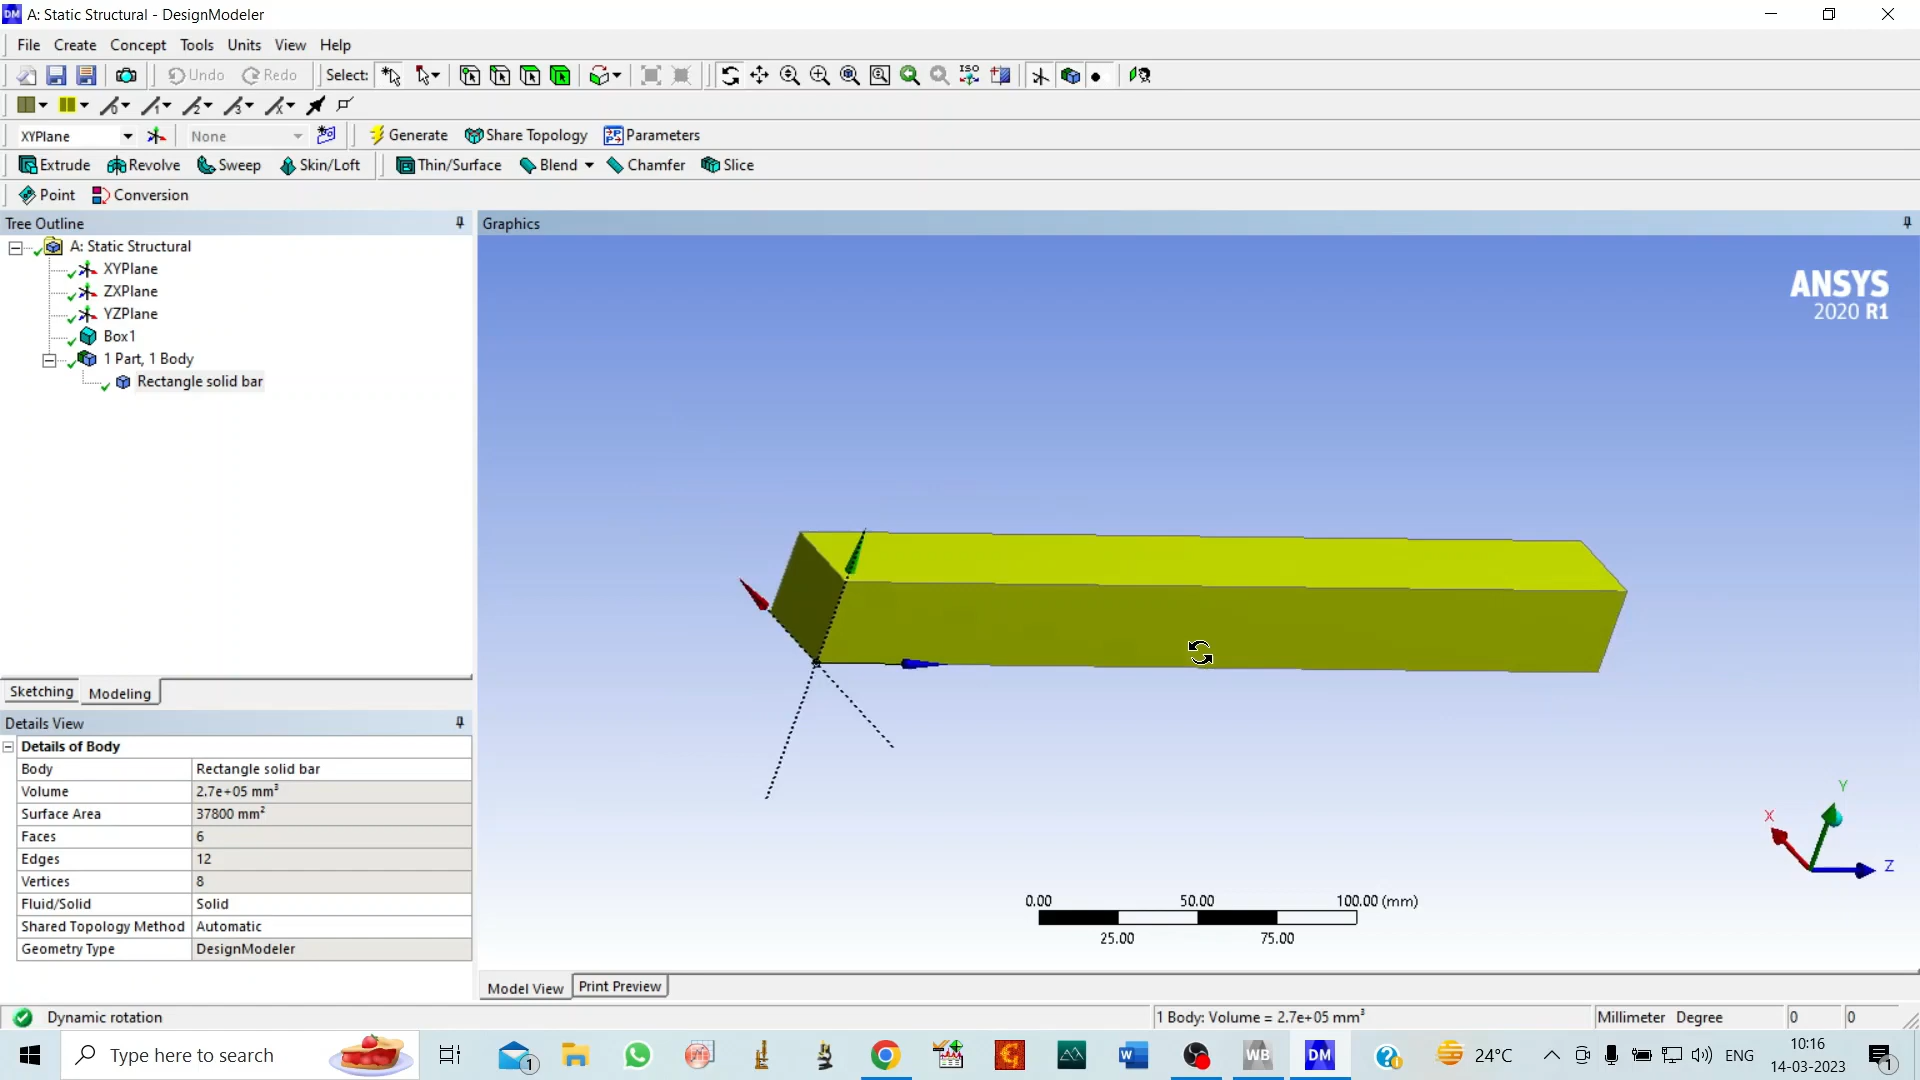 A: Static Structural - DesignModeler
File Create Concept Tools Units View Help
Undo Redo Select: ISO
XYPlane None Generate Share Topology Parameters
Extrude Revolve Sweep Skin/Loft Thin/Surface Blend Chamfer Slice
Point Conversion
Tree Outline
A: Static Structural
XYPlane
ZXPlane
YZPlane
Box1
1 Part, 1 Body
Rectangle solid bar
Sketching Modeling
Details View
Details of Body
Body Rectangle solid bar
Volume 2.7e+05 mm³
Surface Area 37800 mm²
Faces 6
Edges 12
Vertices 8
Fluid/Solid Solid
Shared Topology Method Automatic
Geometry Type DesignModeler
Graphics
ANSYS
2020 R1
Y
X
Z
0.00 50.00 100.00 (mm)
25.00 75.00
Model View Print Preview
Dynamic rotation 1 Body: Volume = 2.7e+05 mm³ Millimeter Degree 0 0
Type here to search 1 W WB DM 24°C ENG 10:16
14-03-2023 1